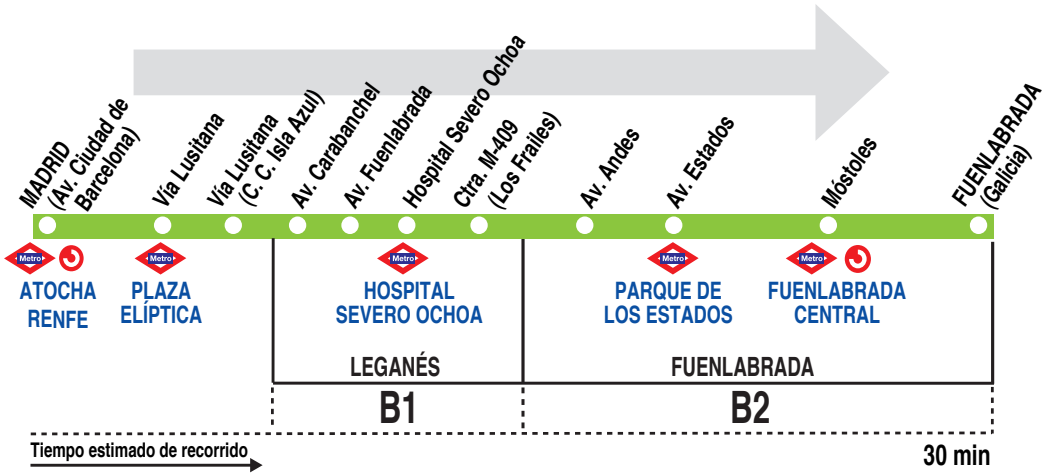 MADRID
(Av. Ciudad de
Barcelona)
Vía Lusitana
Vía Lusitana
(C. C. Isla Azul)
Av. Carabanchel
Av. Fuenlabrada
Hospital Severo Ochoa
Ctra. M-409
(Los Frailes)
Av. Andes
Av. Estados
Móstoles
FUENLABRADA
(Galicia)
Metro
Metro
Metro
Metro
Metro
ATOCHA
RENFE
PLAZA
ELÍPTICA
HOSPITAL
SEVERO OCHOA
PARQUE DE
LOS ESTADOS
FUENLABRADA
CENTRAL
LEGANÉS
FUENLABRADA
B1
B2
Tiempo estimado de recorrido
30 min